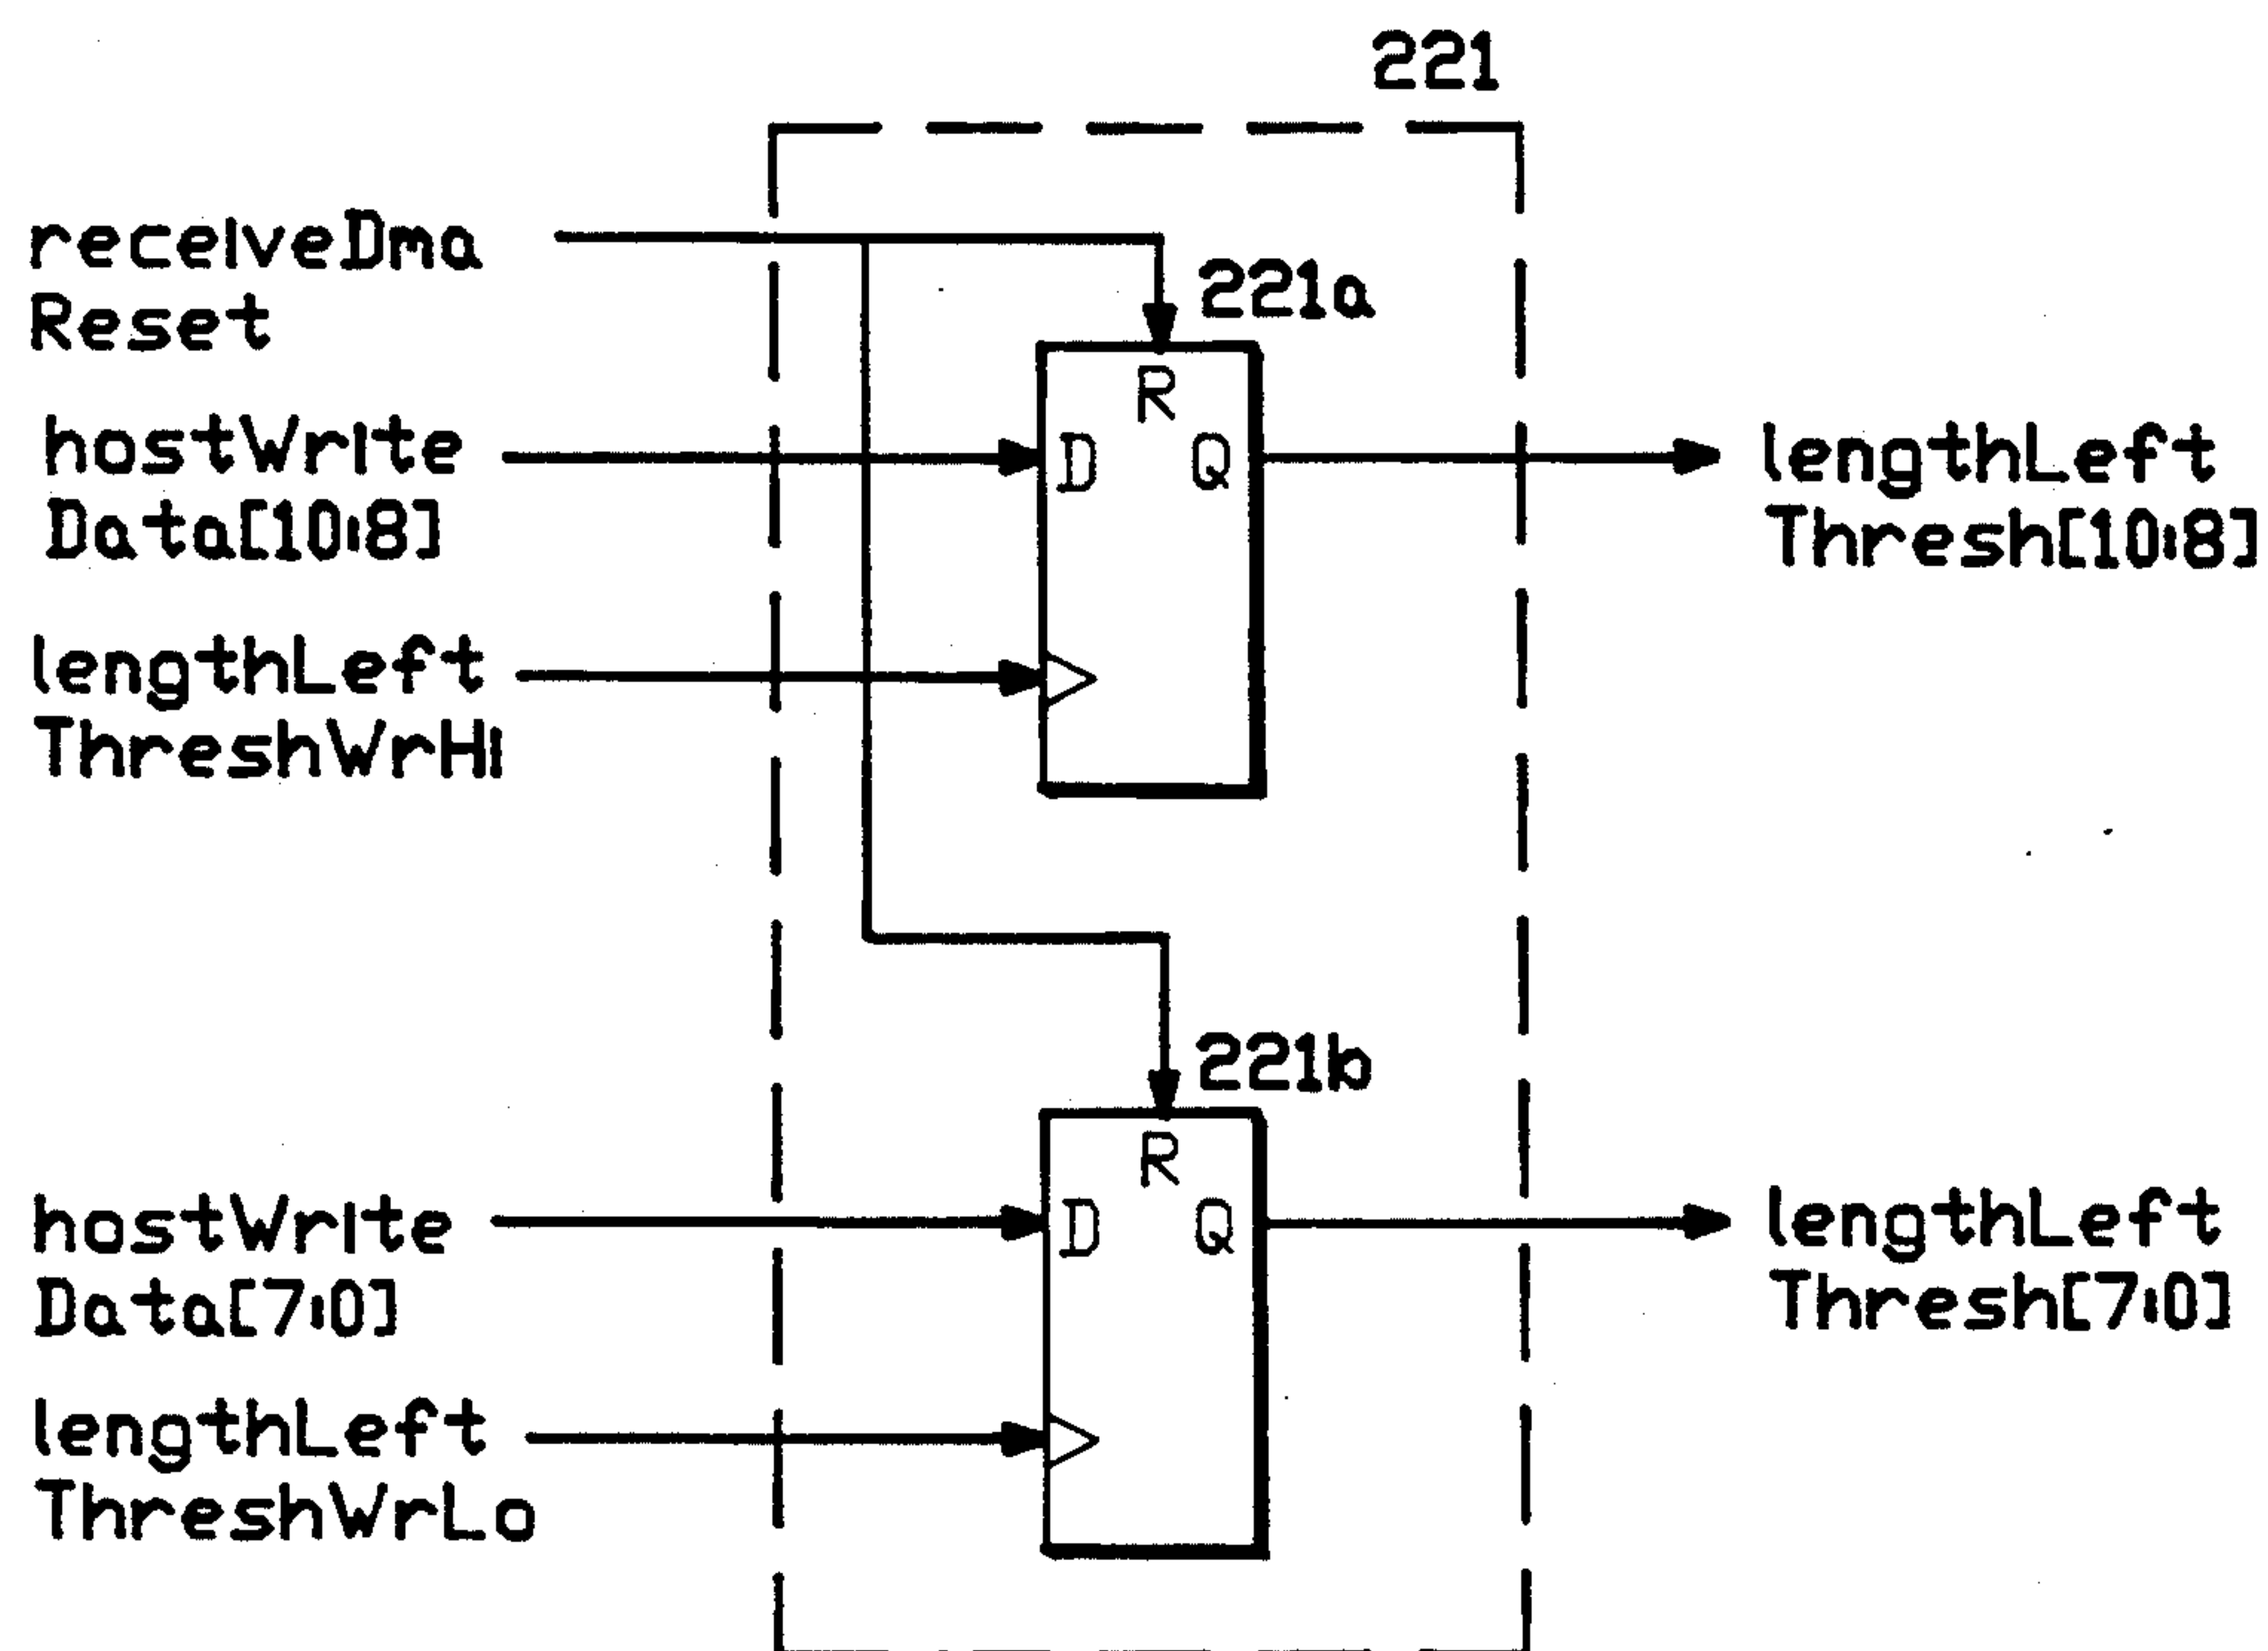 221
receiveDma
Reset
221a
R
hostWrite
Data[10:8]
D
Q
lengthLeft
Thresh[10:8]
lengthLeft
ThreshWrHi
221b
R
hostWrite
Data[7:0]
D
Q
lengthLeft
Thresh[7:0]
lengthLeft
ThreshWrLo